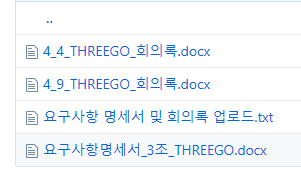 ..
4_4_THREEGO_회의록.docx
4_9_THREEGO_회의록.docx
요구사항 명세서 및 회의록 업로드.txt
요구사항명세서_3조_THREEGO.docx